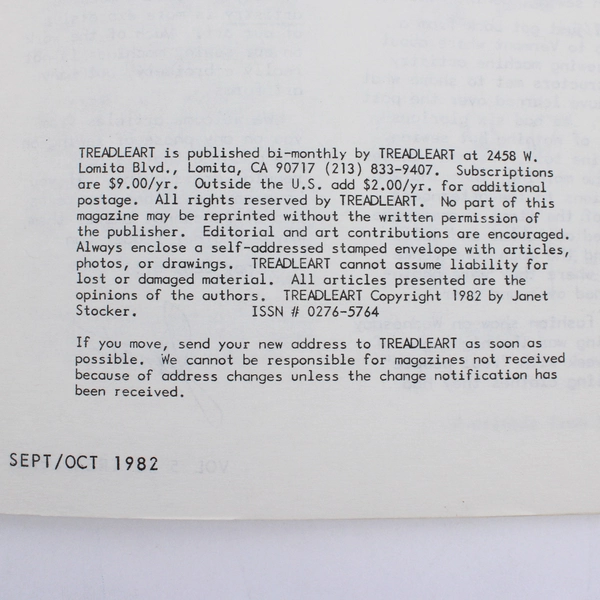 TREADLEART is published bi-monthly by TREADLEART at 2458 W.
Lomita Blvd., Lomita, CA 90717 (213) 833-9407. Subscriptions
are $9.00/yr. Outside the U.S. add $2.00/yr. for additional
postage. All rights reserved by TREADLEART. No part of this
magazine may be reprinted without the written permission of
the publisher. Editorial and art contributions are encouraged.
Always enclose a self-addressed stamped envelope with articles,
photos, or drawings. TREADLEART cannot assume liability for
lost or damaged material. All articles presented are the
opinions of the authors. TREADLEART Copyright 1982 by Janet
Stocker. ISSN # 0276-5764
If you move, send your new address to TREADLEART as soon as
possible. We cannot be responsible for magazines not received
because of address changes unless the change notification has
been received.
SEPT/OCT 1982